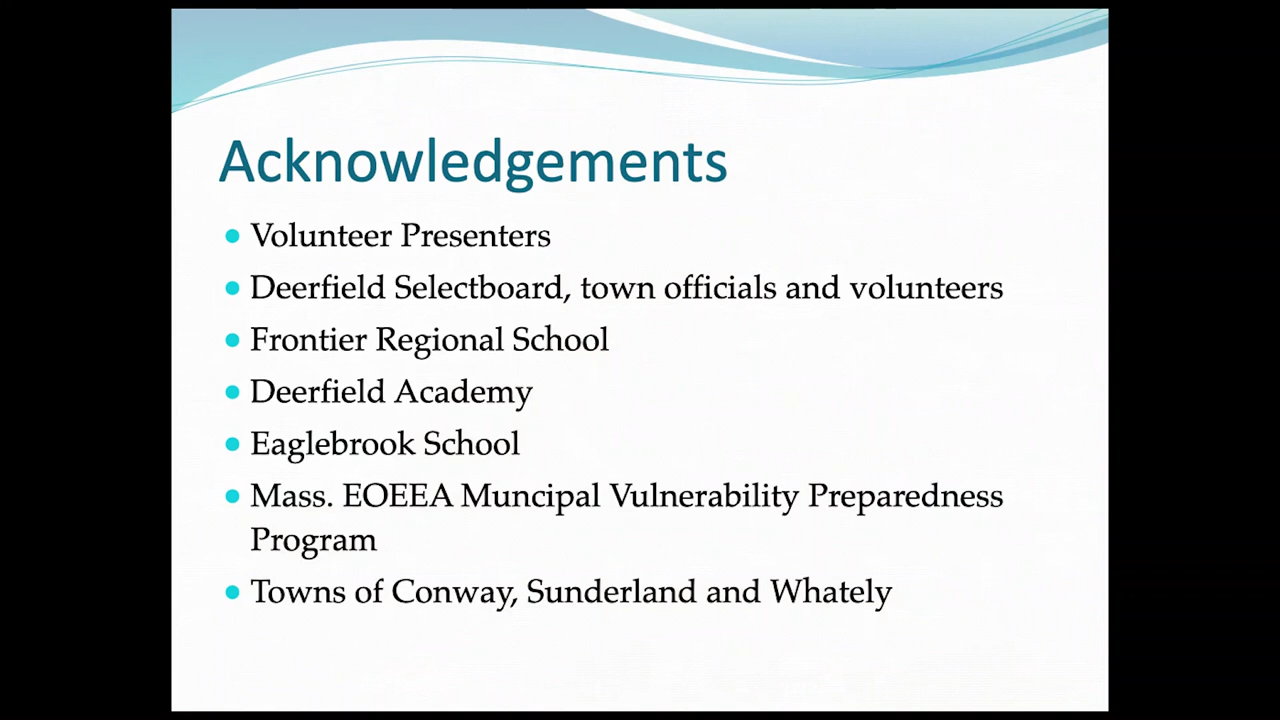 Acknowledgements
• Volunteer Presenters
• Deerfield Selectboard, town officials and volunteers
• Frontier Regional School
• Deerfield Academy
• Eaglebrook School
• Mass. EOEEA Muncipal Vulnerability Preparedness
Program
• Towns of Conway, Sunderland and Whately